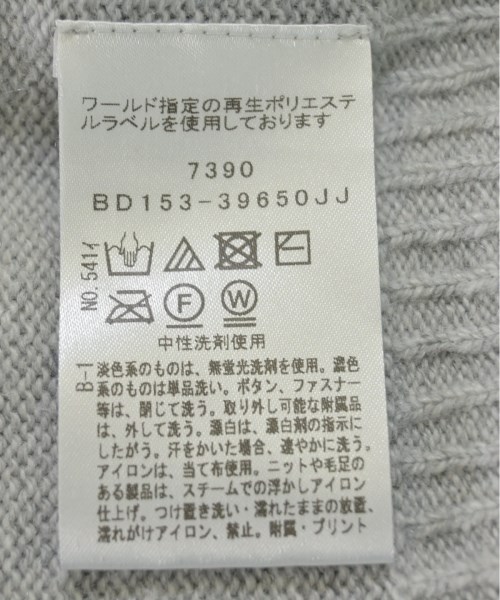 ワールド指定の再生ポリエステ
ルラベルを使用しております
7390
BD153-39650JJ
NO.541イ
F W
中性洗剤使用
B-1
淡色系のものは、無蛍光洗剤を使用。濃色
系のものは単品洗い。ボタン、ファスナー
等は、閉じて洗う。取り外し可能な附属品
は、外して洗う。漂白は、漂白剤の指示に
したがう。汗をかいた場合、速やかに洗う。
アイロンは、当て布使用。ニットや毛足の
ある製品は、スチームでの浮かしアイロン
仕上げ。つけ置き洗い・濡れたままの放置、
濡れがけアイロン、禁止。附属・プリント